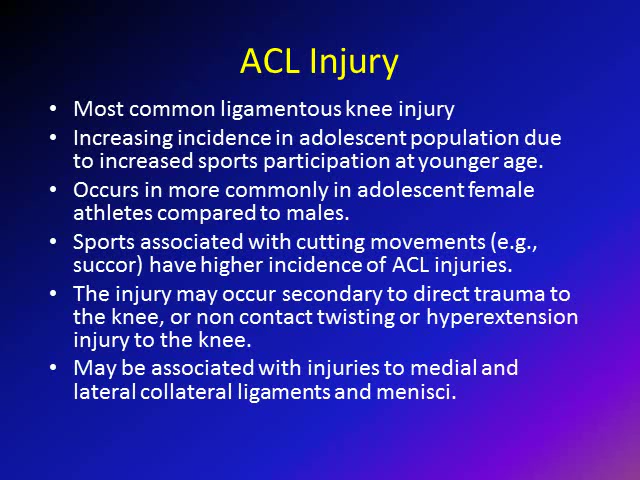 ACL Injury
• Most common ligamentous knee injury
• Increasing incidence in adolescent population due
to increased sports participation at younger age.
• Occurs in more commonly in adolescent female
athletes compared to males.
• Sports associated with cutting movements (e.g.,
succor) have higher incidence of ACL injuries.
• The injury may occur secondary to direct trauma to
the knee, or non contact twisting or hyperextension
injury to the knee.
• May be associated with injuries to medial and
lateral collateral ligaments and menisci.